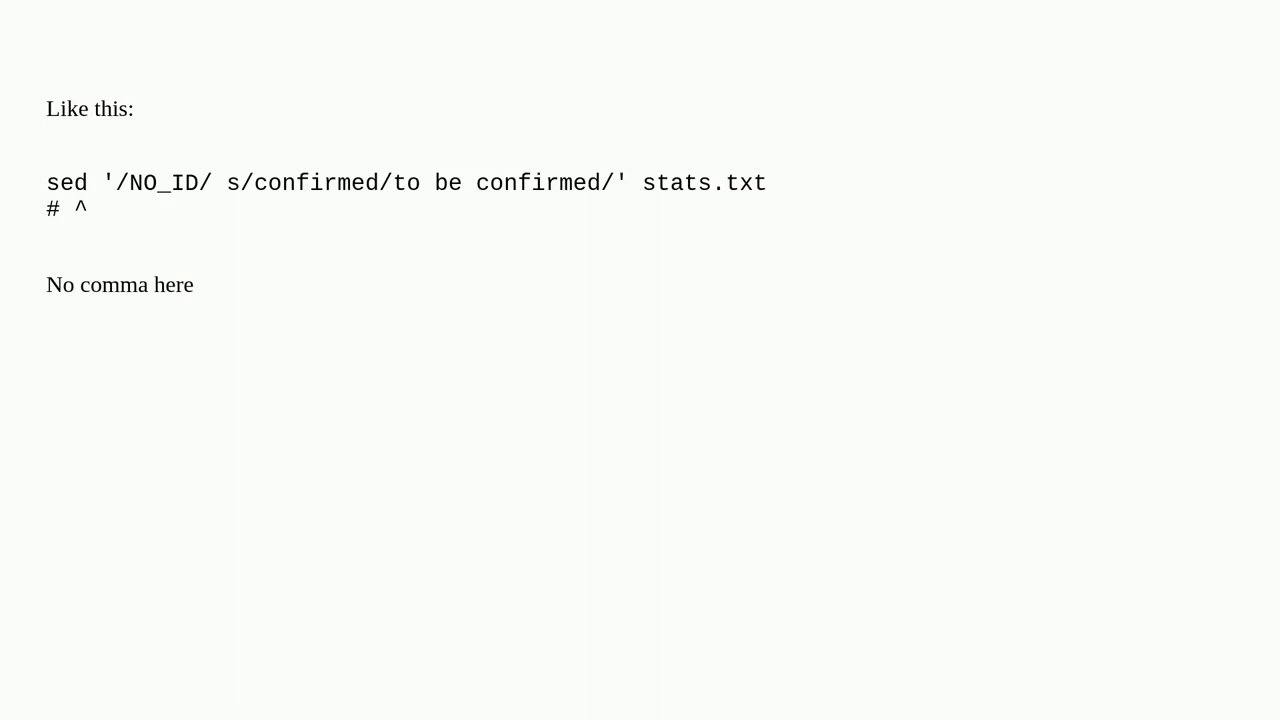 Like this:
sed '/NO_ID/ s/confirmed/to be confirmed/' stats.txt
# ^
No comma here